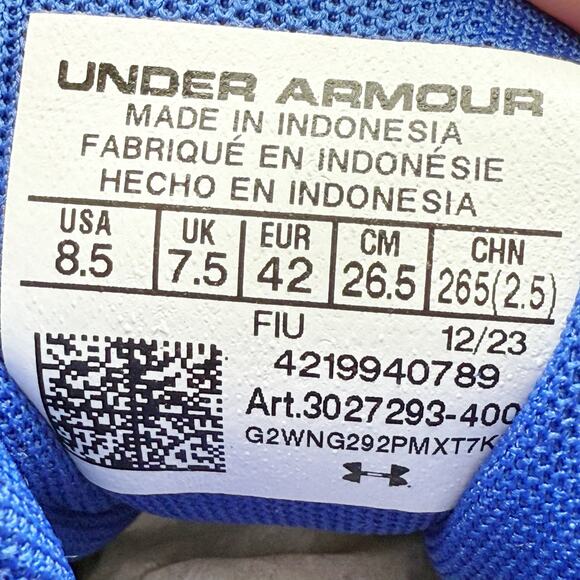 UNDER ARMOUR
MADE IN INDONESIA
FABRIQUÉ EN INDONÉSIE
HECHO EN INDONESIA
USA UK EUR CM CHN
8.5 7.5 42 26.5 265(2.5)
FIU 12/23
4219940789
Art.3027293-400
G2WNG292PMXT7K